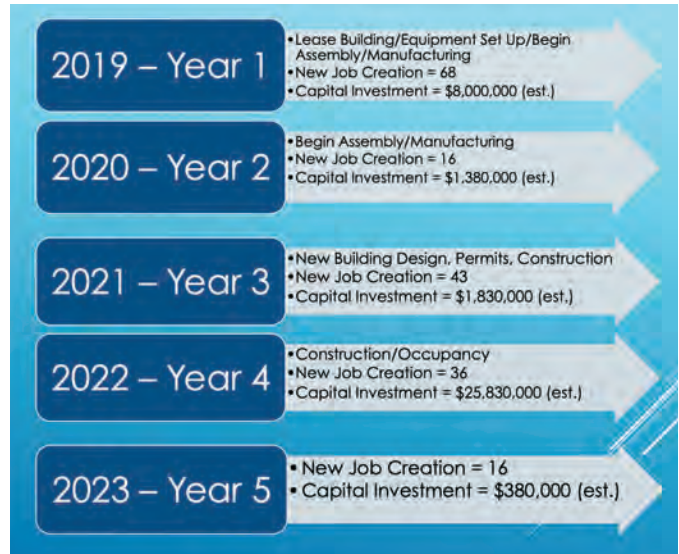 2019 – Year 1
•Lease Building/Equipment Set Up/Begin
Assembly/Manufacturing
•New Job Creation = 68
•Capital Investment = $8,000,000 (est.)
2020 – Year 2
•Begin Assembly/Manufacturing
•New Job Creation = 16
•Capital Investment = $1,380,000 (est.)
2021 – Year 3
•New Building Design, Permits, Construction
•New Job Creation = 43
•Capital Investment = $1,830,000 (est.)
2022 – Year 4
•Construction/Occupancy
•New Job Creation = 36
•Capital Investment = $25,830,000 (est.)
2023 – Year 5
• New Job Creation = 16
• Capital Investment = $380,000 (est.)